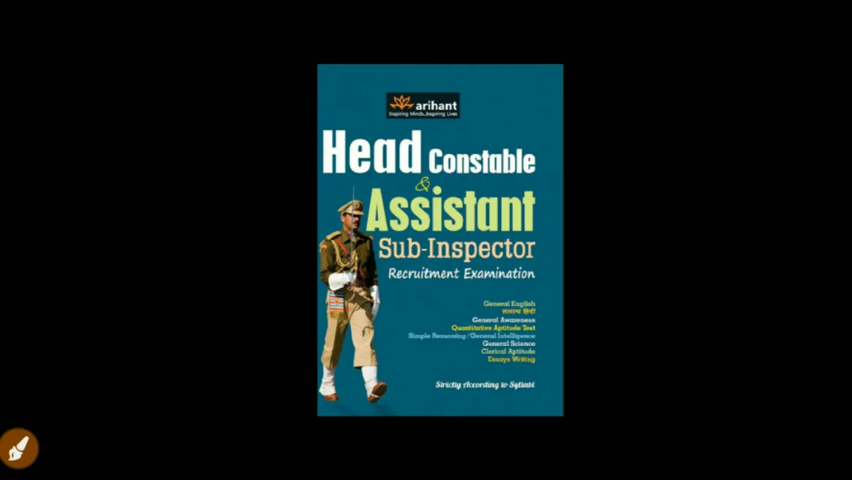 arihant
Inspiring Minds...Inspiring Lives
Head Constable
&
Assistant
Sub-Inspector
Recruitment Examination
General English
सामान्य हिन्दी
General Awareness
Quantitative Aptitude Test
Simple Reasoning/General Intelligence
General Science
Clerical Aptitude
Essays Writing
Strictly According to Syllabi